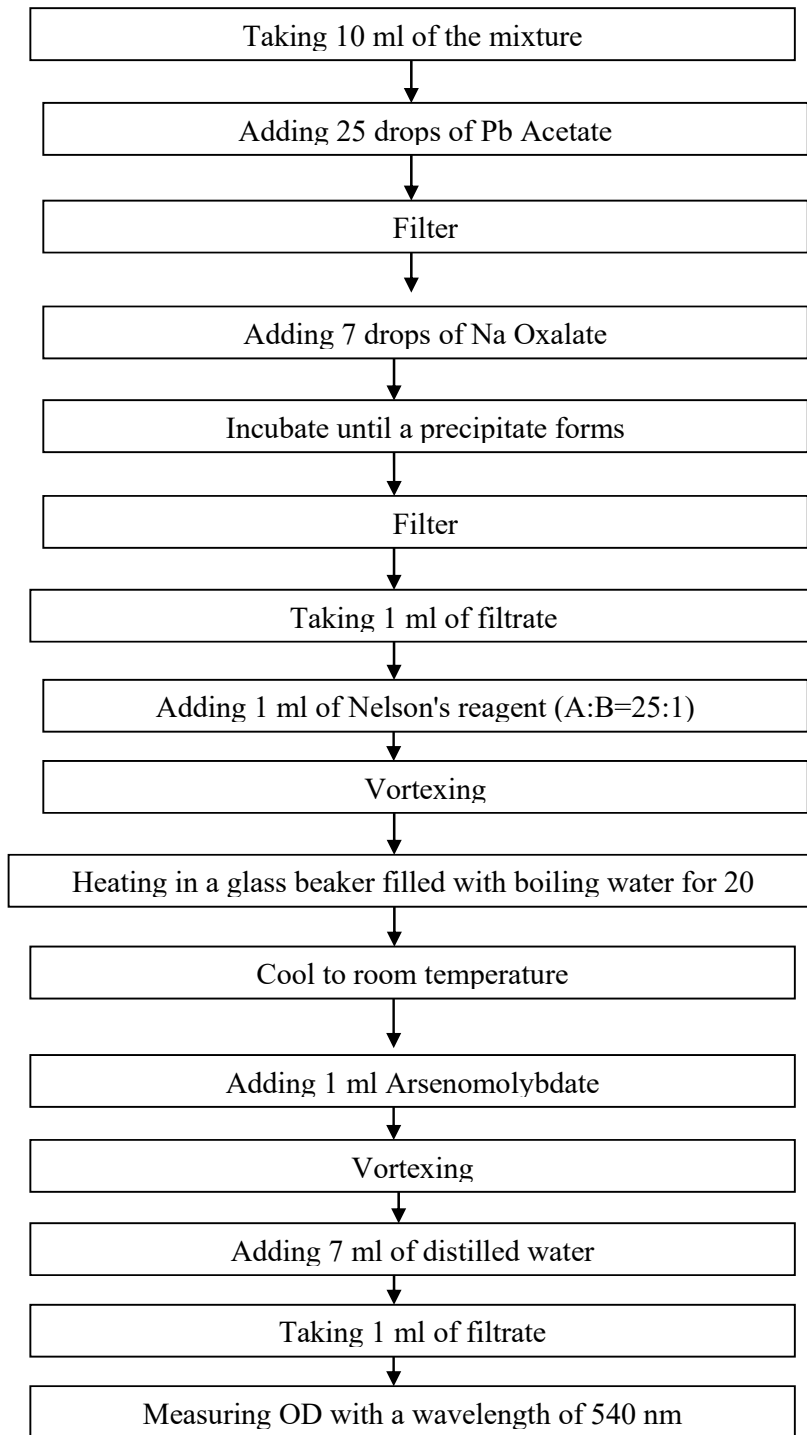 Taking 10 ml of the mixture
Adding 25 drops of Pb Acetate
Filter
Adding 7 drops of Na Oxalate
Incubate until a precipitate forms
Filter
Taking 1 ml of filtrate
Adding 1 ml of Nelson's reagent (A:B=25:1)
Vortexing
Heating in a glass beaker filled with boiling water for 20
Cool to room temperature
Adding 1 ml Arsenomolybdate
Vortexing
Adding 7 ml of distilled water
Taking 1 ml of filtrate
Measuring OD with a wavelength of 540 nm